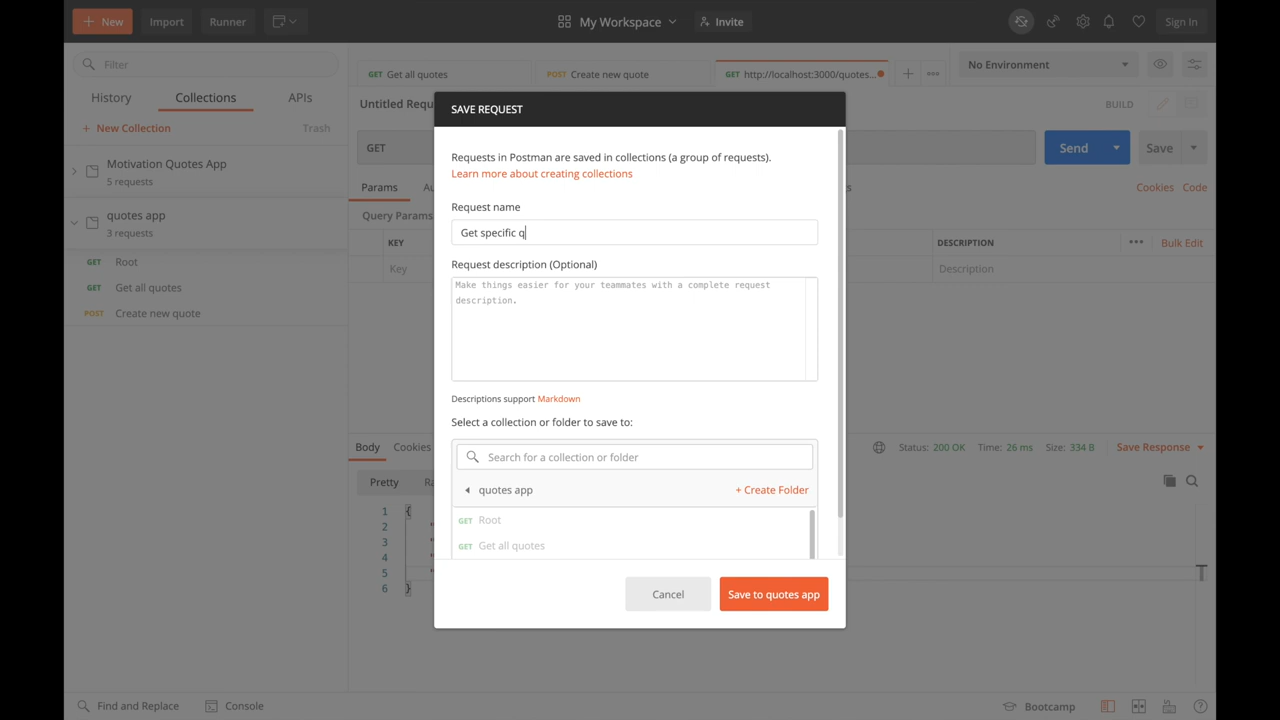 New
Import
Runner
My Workspace
Invite
Sign In
Filter
GET Get all quotes
POST Create new quote
GET http://localhost:3000/quotes...
No Environment
History
Collections
APIs
Untitled Requ
BUILD
+ New Collection
Trash
Motivation Quotes App
5 requests
quotes app
3 requests
GET Root
GET Get all quotes
POST Create new quote
GET
Send
Save
Params
Au
s
Cookies
Code
Query Params
KEY
DESCRIPTION
Bulk Edit
Key
Description
SAVE REQUEST
Requests in Postman are saved in collections (a group of requests).
Learn more about creating collections
Request name
Get specific q
Request description (Optional)
Make things easier for your teammates with a complete request
description.
Descriptions support Markdown
Select a collection or folder to save to:
Search for a collection or folder
quotes app
+ Create Folder
GET Root
GET Get all quotes
Cancel
Save to quotes app
Body
Cookies
Status: 200 OK
Time: 26 ms
Size: 334 B
Save Response
Pretty
Ra
1 {
2 "
3 "
4 "
5 "
6 }
Find and Replace
Console
Bootcamp